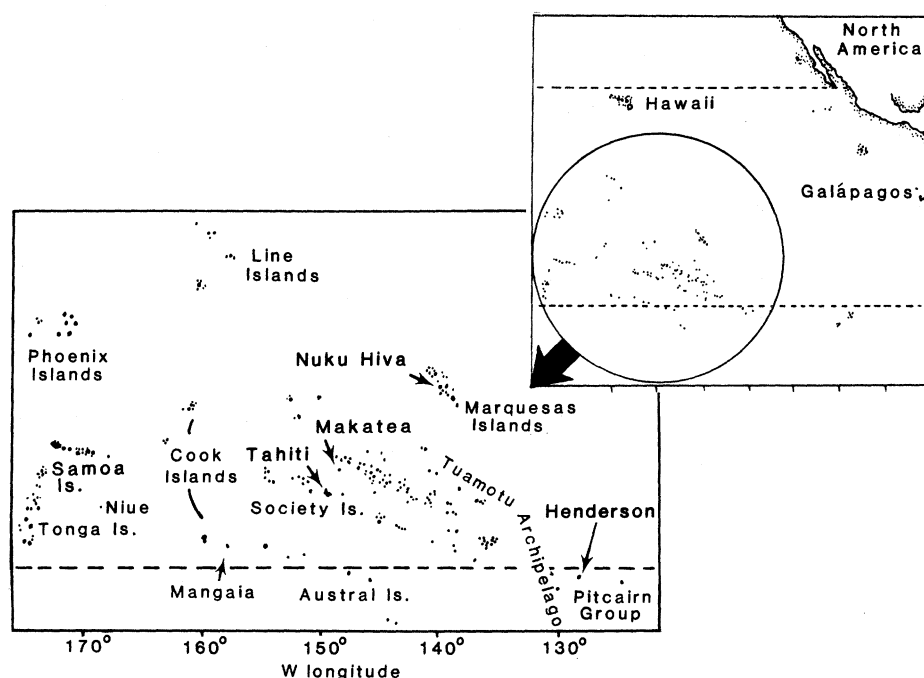 North
America
Hawaii
Galápagos
Line
Islands
Phoenix
Islands
Nuku Hiva
Marquesas
Islands
Makatea
Tahiti
Cook
Islands
Samoa
Is.
Niue
Tonga Is.
Society Is.
Tuamotu Archipelago
Henderson
Mangaia
Austral Is.
Pitcairn
Group
170° 160° 150° 140° 130°
W longitude